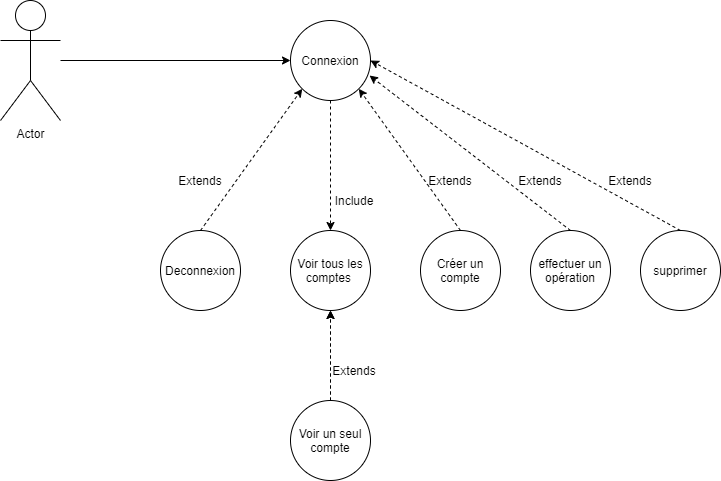 Connexion
Actor
Extends
Include
Extends
Extends
Extends
Deconnexion
Voir tous les
comptes
Créer un
compte
effectuer un
opération
supprimer
Extends
Voir un seul
compte